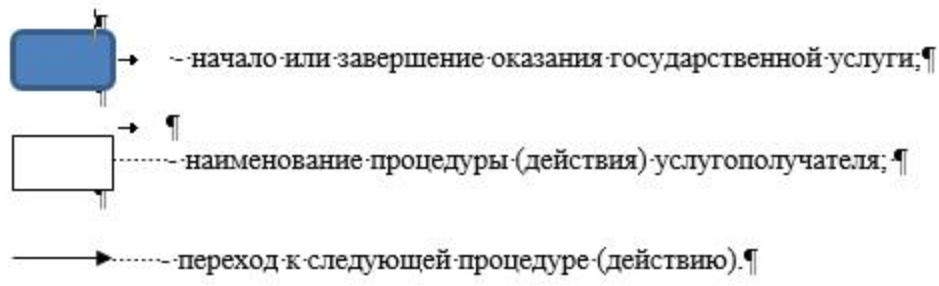 - начало или завершение оказания государственной услуги;
- наименование процедуры (действия) услугополучателя;
- переход к следующей процедуре (действию).